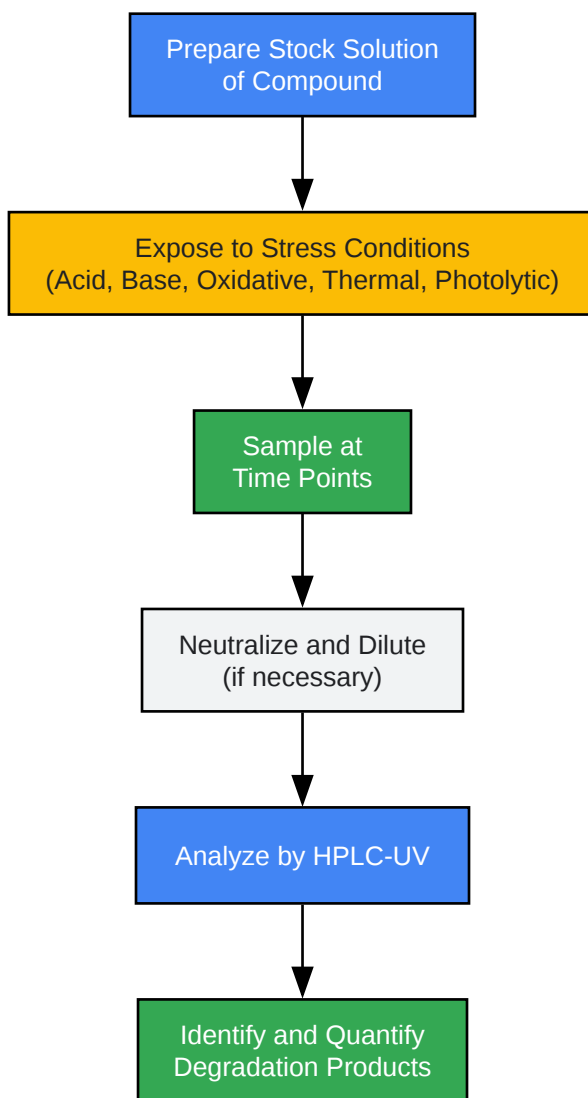 Prepare Stock Solution
of Compound
Expose to Stress Conditions
(Acid, Base, Oxidative, Thermal, Photolytic)
Sample at
Time Points
Neutralize and Dilute
(if necessary)
Analyze by HPLC-UV
Identify and Quantify
Degradation Products